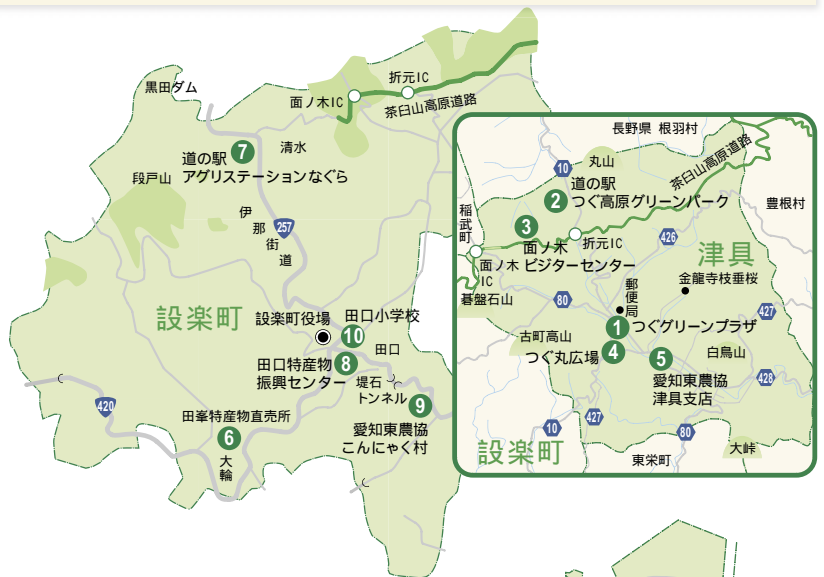 黒田ダム
折元IC
面ノ木IC
茶臼山高原道路
清水
7
道の駅
アグリステーションなぐら
段戸山
伊那街道
257
設楽町
設楽町役場
田口小学校
10
田口
8
田口特産物
振興センター
堤石
トンネル
9
愛知東農協
こんにゃく村
420
田峯特産物直売所
6
大輪
長野県 根羽村
茶臼山高原道路
10
丸山
2
道の駅
つぐ高原グリーンパーク
豊根村
稲武町
3
面ノ木
ビジターセンター
折元IC
426
津具
面ノ木
IC
碁盤石山
80
郵便局
金龍寺枝垂桜
427
1
つぐグリーンプラザ
古町高山
つぐ丸広場
4
5
白鳥山
愛知東農協
津具支店
428
427
10
設楽町
80
東栄町
大峠